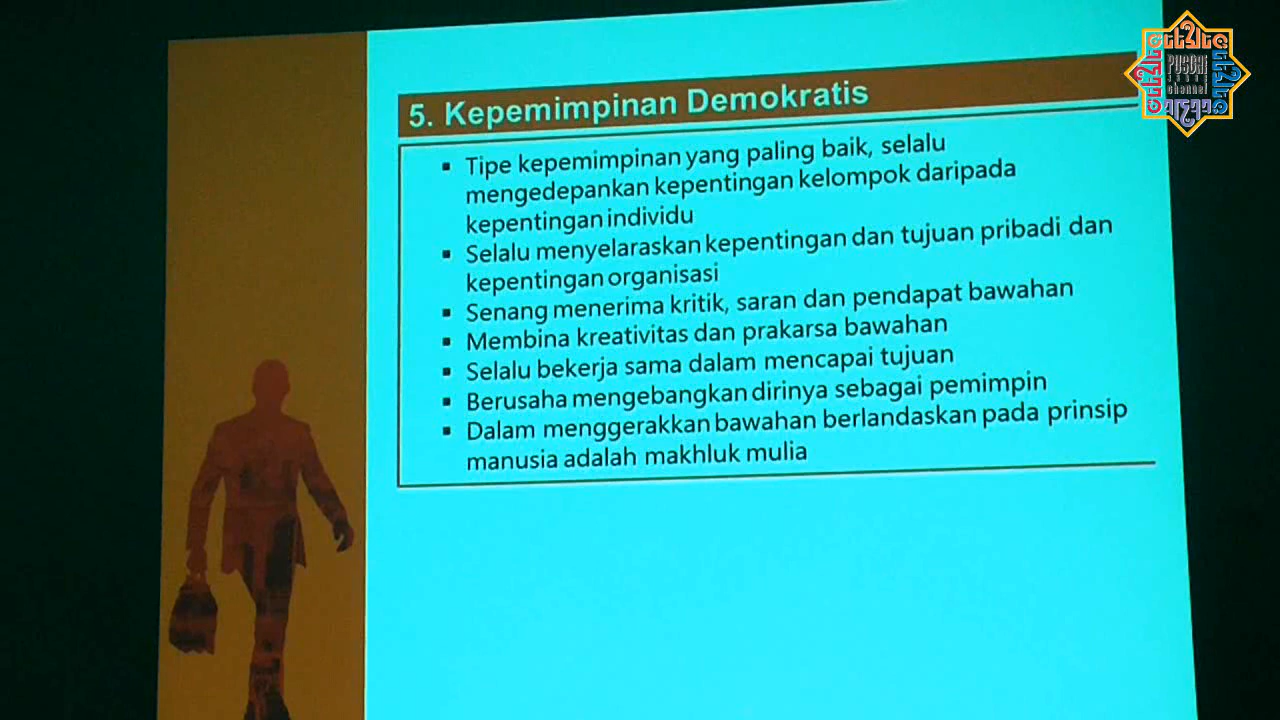 5. Kepemimpinan Demokratis
▪ Tipe kepemimpinan yang paling baik, selalu
mengedepankan kepentingan kelompok daripada
kepentingan individu
▪ Selalu menyelaraskan kepentingan dan tujuan pribadi dan
kepentingan organisasi
▪ Senang menerima kritik, saran dan pendapat bawahan
▪ Membina kreativitas dan prakarsa bawahan
▪ Selalu bekerja sama dalam mencapai tujuan
▪ Berusaha mengebangkan dirinya sebagai pemimpin
▪ Dalam menggerakkan bawahan berlandaskan pada prinsip
manusia adalah makhluk mulia
PUSDAI
channel